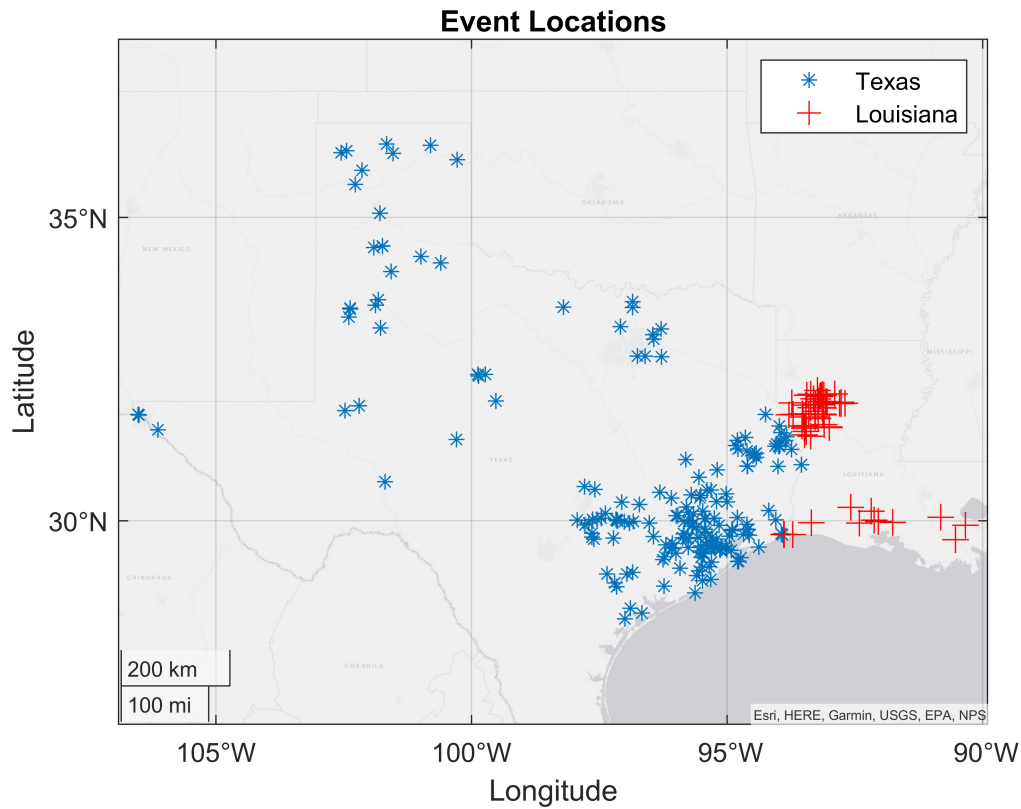 Event Locations
Texas
Louisiana
35°N
30°N
Latitude
OKLAHOMA
ARKANSAS
NEW MEXICO
MISSISSIPPI
TEXAS
LOUISIANA
CHIHUAHUA
COAHUILA
200 km
100 mi
Esri, HERE, Garmin, USGS, EPA, NPS
105°W 100°W 95°W 90°W
Longitude